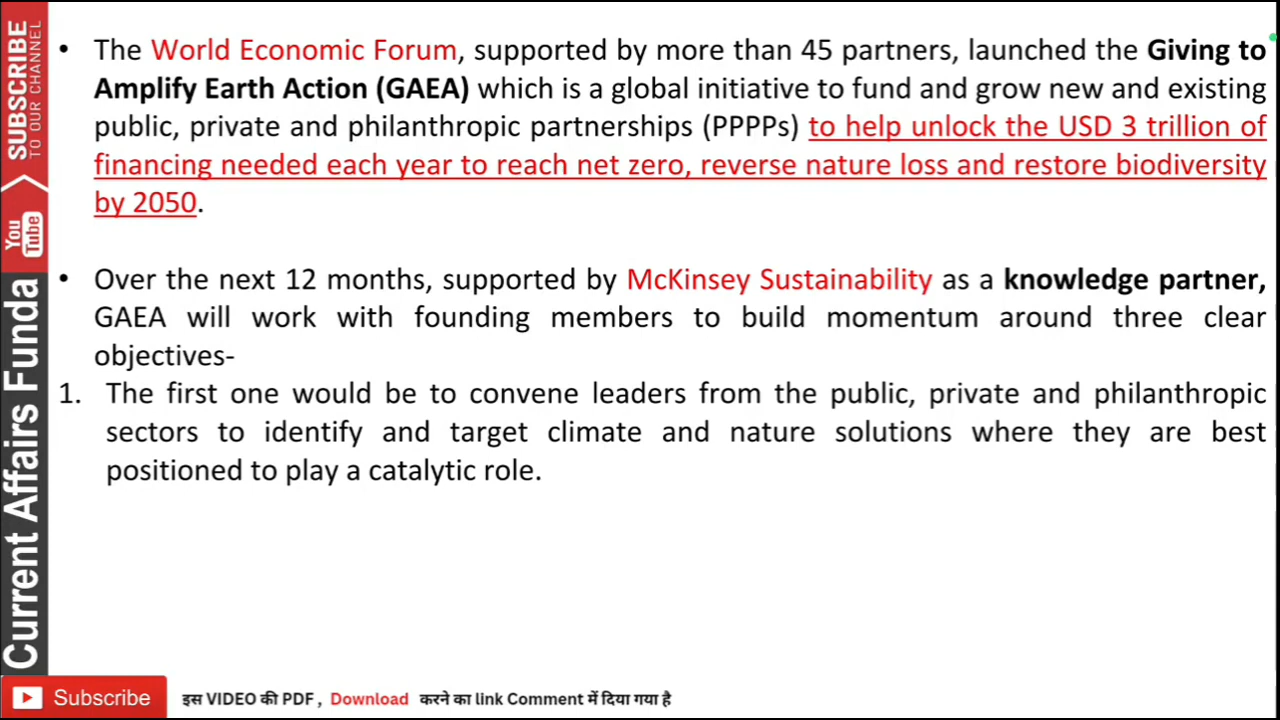 • The World Economic Forum, supported by more than 45 partners, launched the Giving to
Amplify Earth Action (GAEA) which is a global initiative to fund and grow new and existing
public, private and philanthropic partnerships (PPPPs) to help unlock the USD 3 trillion of
financing needed each year to reach net zero, reverse nature loss and restore biodiversity
by 2050.
• Over the next 12 months, supported by McKinsey Sustainability as a knowledge partner,
GAEA will work with founding members to build momentum around three clear
objectives-
1. The first one would be to convene leaders from the public, private and philanthropic
sectors to identify and target climate and nature solutions where they are best
positioned to play a catalytic role.
SUBSCRIBE
TO OUR CHANNEL
You
Tube
Current Affairs Funda
Subscribe
इस VIDEO की PDF , Download करने का link Comment में दिया गया है